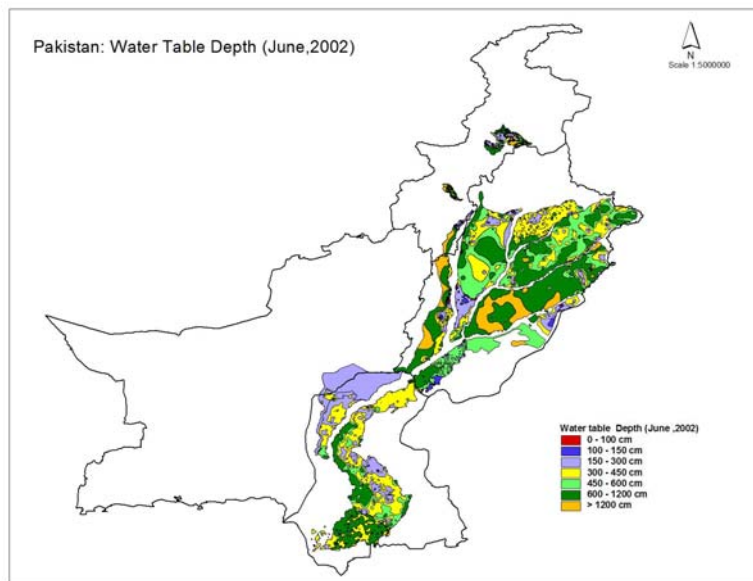 Pakistan: Water Table Depth (June,2002)
N
Scale 1:5000000
Water table Depth (June ,2002)
0 - 100 cm
100 - 150 cm
150 - 300 cm
300 - 450 cm
450 - 600 cm
600 - 1200 cm
> 1200 cm